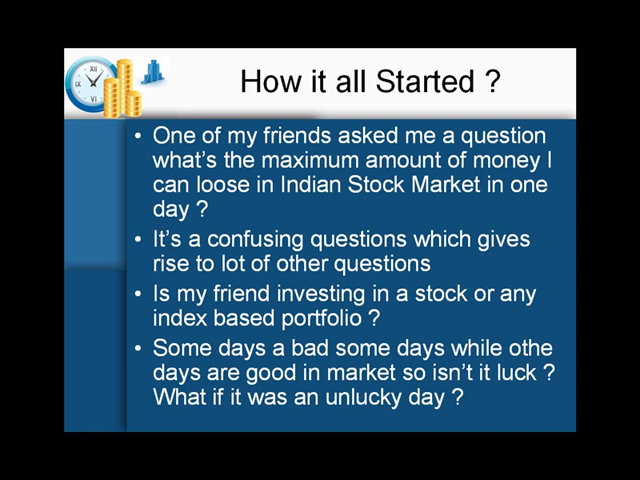 How it all Started ?
• One of my friends asked me a question
what's the maximum amount of money I
can loose in Indian Stock Market in one
day ?
• It's a confusing questions which gives
rise to lot of other questions
• Is my friend investing in a stock or any
index based portfolio ?
• Some days a bad some days while othe
days are good in market so isn't it luck ?
What if it was an unlucky day ?
XII
IX
VI